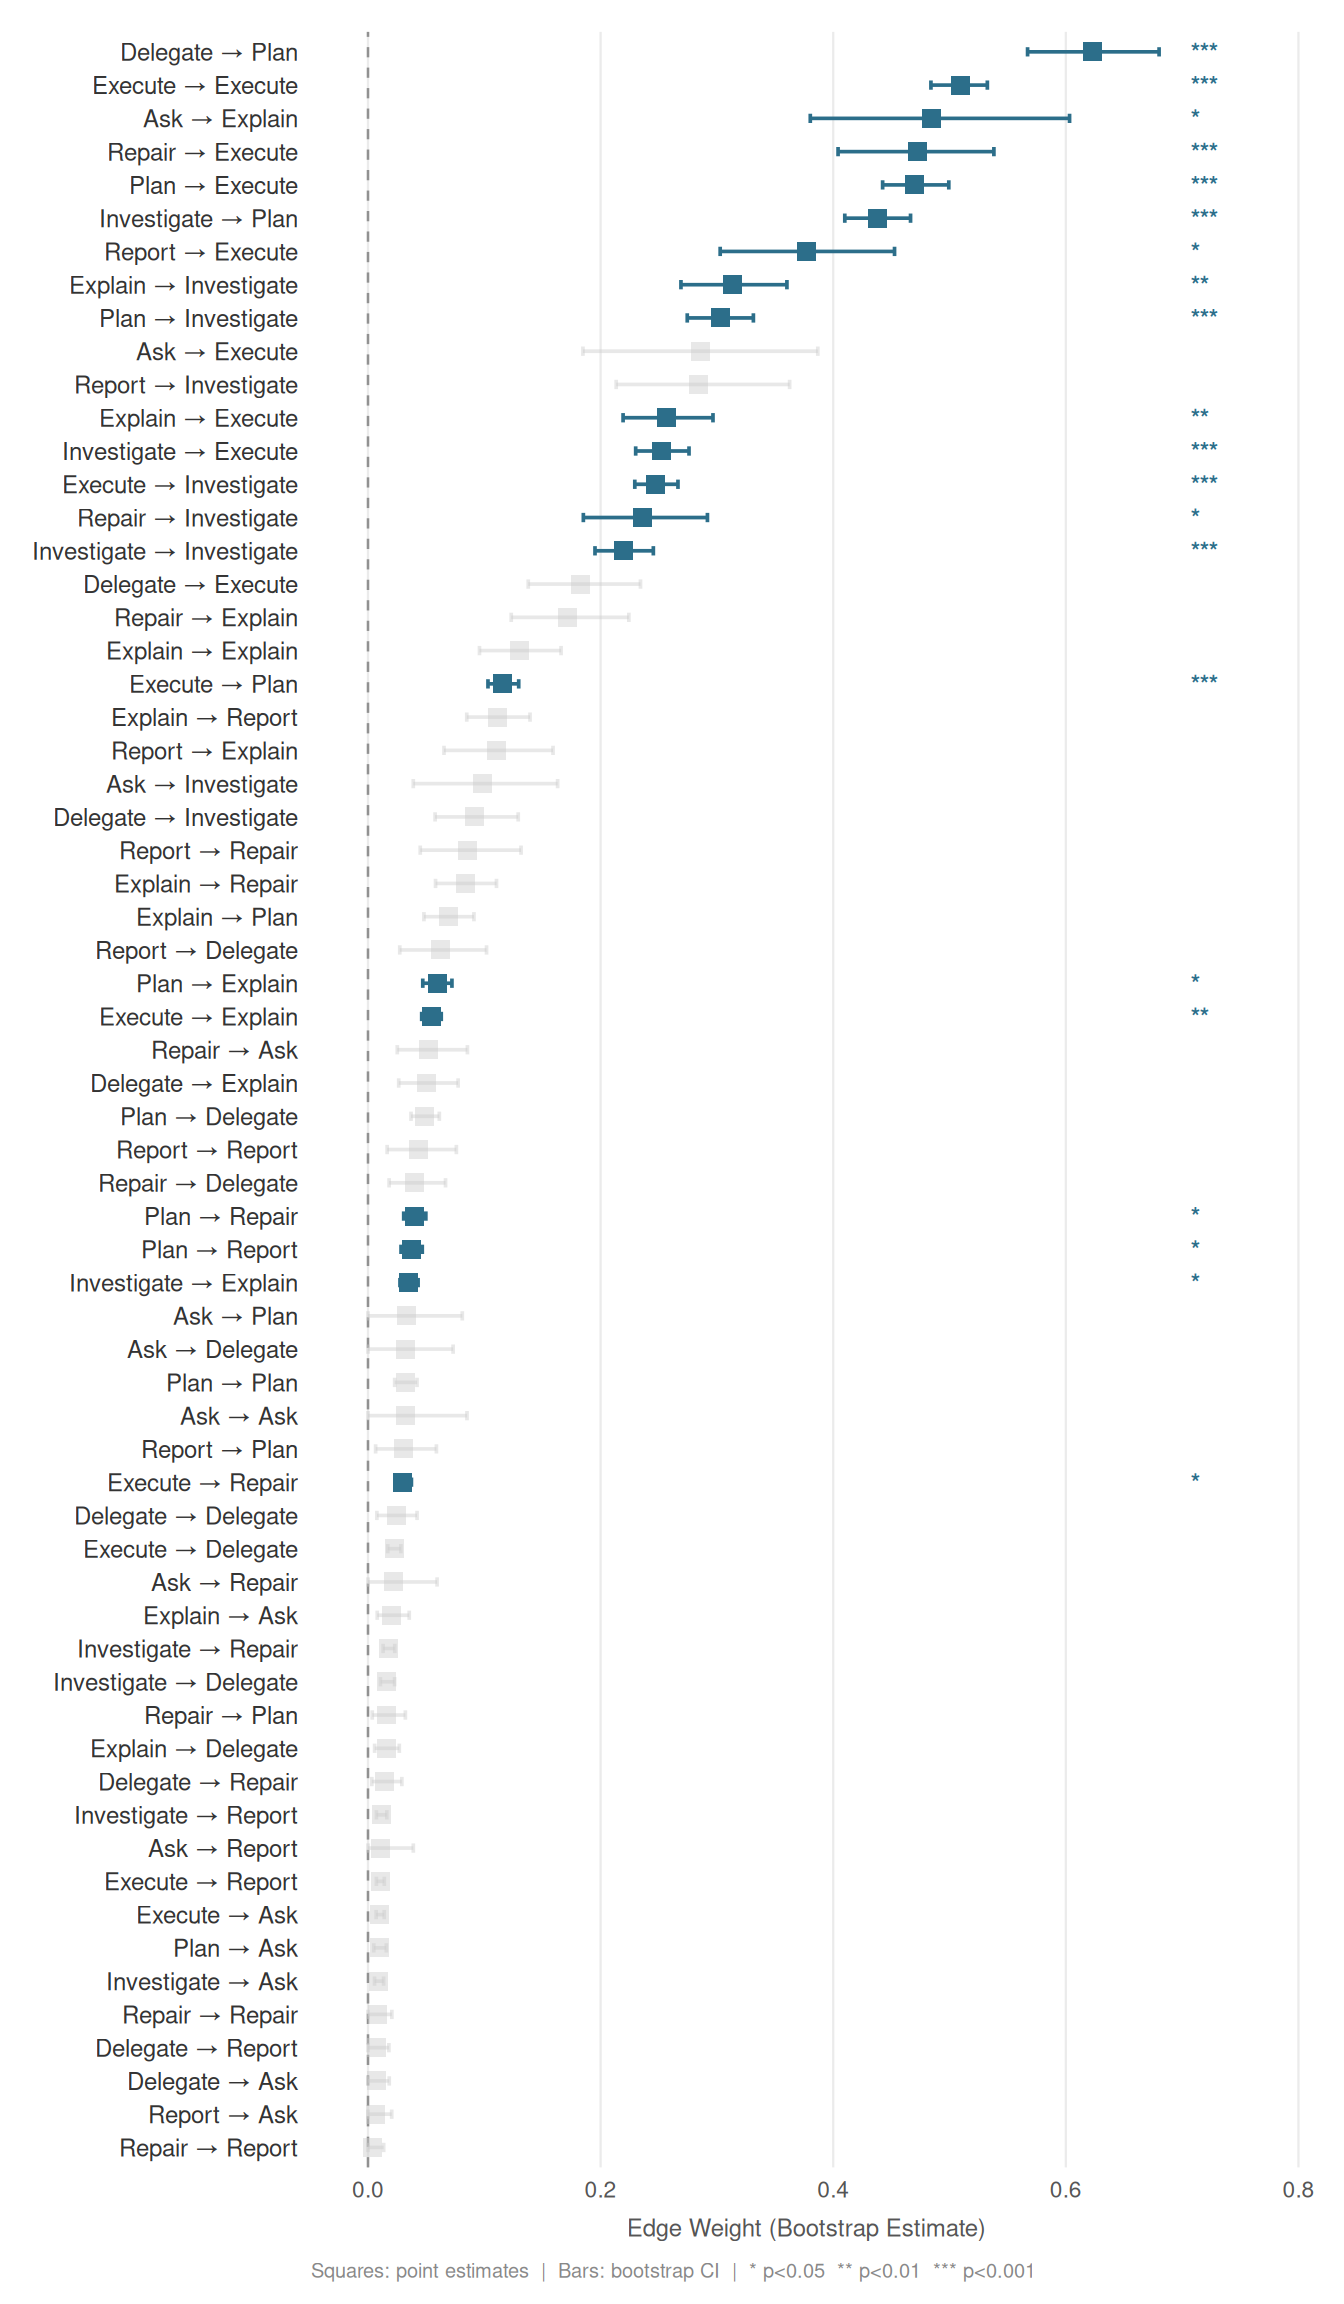 Delegate → Plan ***
Execute → Execute ***
Ask → Explain *
Repair → Execute ***
Plan → Execute ***
Investigate → Plan ***
Report → Execute *
Explain → Investigate **
Plan → Investigate ***
Ask → Execute
Report → Investigate
Explain → Execute **
Investigate → Execute ***
Execute → Investigate ***
Repair → Investigate *
Investigate → Investigate ***
Delegate → Execute
Repair → Explain
Explain → Explain
Execute → Plan ***
Explain → Report
Report → Explain
Ask → Investigate
Delegate → Investigate
Report → Repair
Explain → Repair
Explain → Plan
Report → Delegate
Plan → Explain *
Execute → Explain **
Repair → Ask
Delegate → Explain
Plan → Delegate
Report → Report
Repair → Delegate
Plan → Repair *
Plan → Report *
Investigate → Explain *
Ask → Plan
Ask → Delegate
Plan → Plan
Ask → Ask
Report → Plan
Execute → Repair *
Delegate → Delegate
Execute → Delegate
Ask → Repair
Explain → Ask
Investigate → Repair
Investigate → Delegate
Repair → Plan
Explain → Delegate
Delegate → Repair
Investigate → Report
Ask → Report
Execute → Report
Execute → Ask
Plan → Ask
Investigate → Ask
Repair → Repair
Delegate → Report
Delegate → Ask
Report → Ask
Repair → Report
0.0 0.2 0.4 0.6 0.8
Edge Weight (Bootstrap Estimate)
Squares: point estimates | Bars: bootstrap CI | * p<0.05 ** p<0.01 *** p<0.001